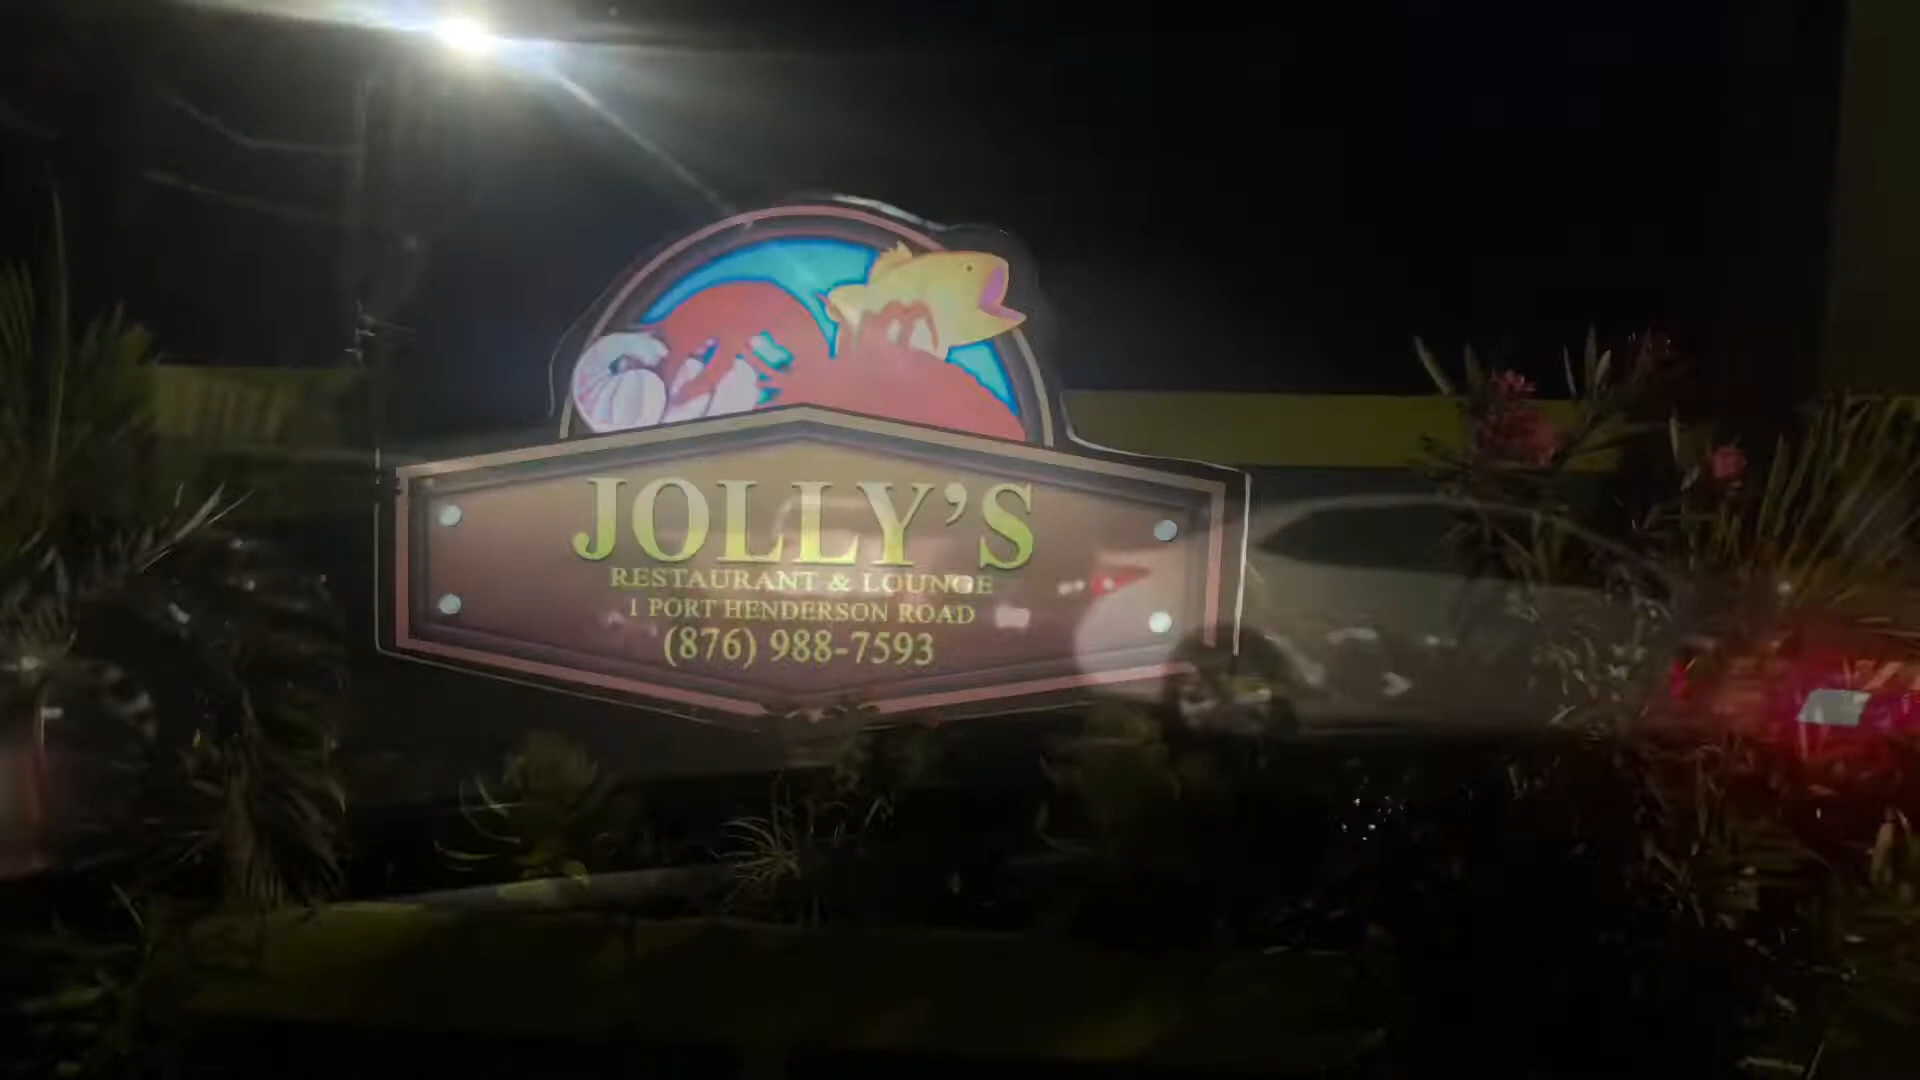 JOLLY'S
RESTAURANT & LOUNGE
1 PORT HENDERSON ROAD
(876) 988-7593